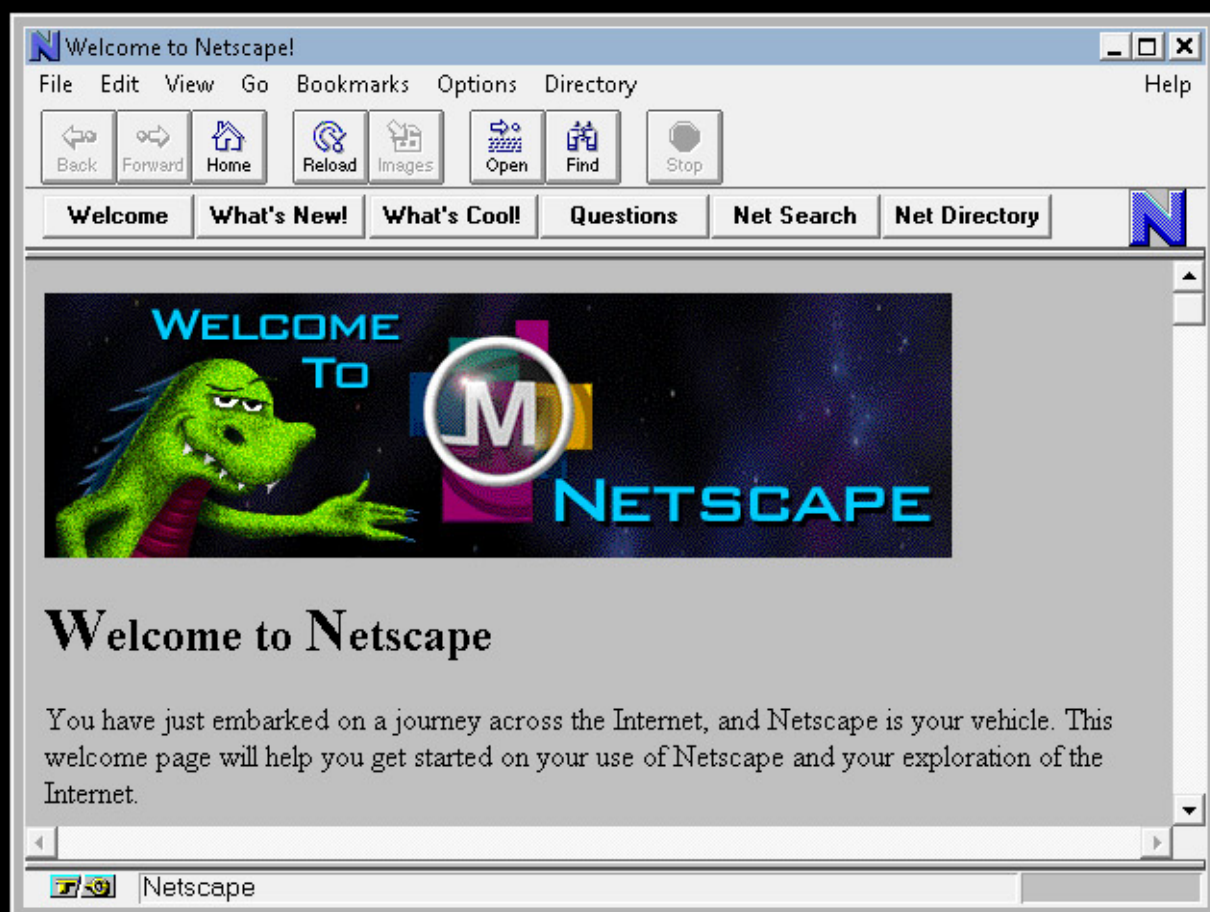 Welcome to Netscape!
File Edit View Go Bookmarks Options Directory Help
Back Forward Home Reload Images Open Find Stop
Welcome What's New! What's Cool! Questions Net Search Net Directory N
WELCOME
TO
M
NETSCAPE
Welcome to Netscape
You have just embarked on a journey across the Internet, and Netscape is your vehicle. This
welcome page will help you get started on your use of Netscape and your exploration of the
Internet.
Netscape